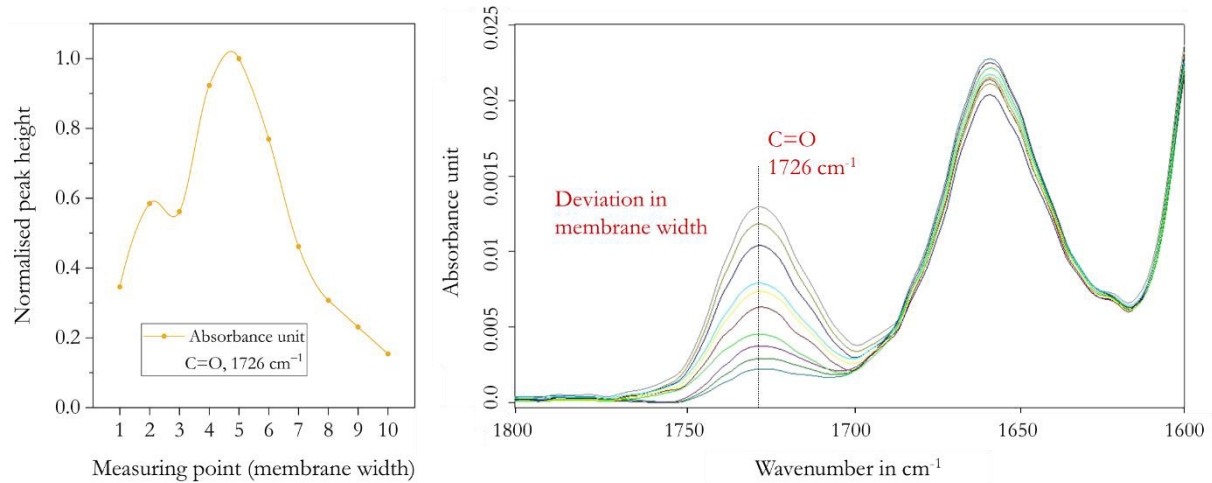 Normalised peak height
1.0
0.8
0.6
0.4
0.2
0.0
Absorbance unit
C=O, 1726 cm⁻¹
1 2 3 4 5 6 7 8 9 10
Measuring point (membrane width)
Absorbance unit
0.025
0.02
0.015
0.01
0.005
0.0
C=O
1726 cm⁻¹
Deviation in
membrane width
1800 1750 1700 1650 1600
Wavenumber in cm⁻¹